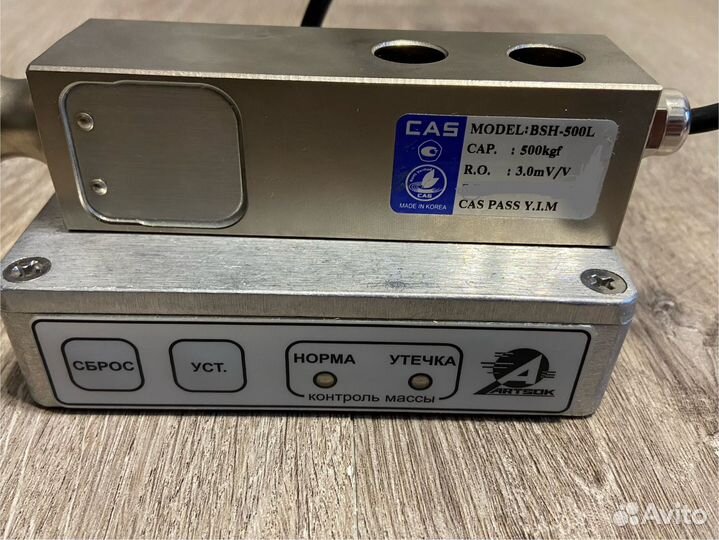 CAS
MODEL:BSH-500L
CAP. : 500kgf
R.O. : 3.0mV/V
CAS
MADE IN KOREA
CAS PASS Y.I.M
СБРОС
УСТ.
НОРМА
УТЕЧКА
контроль массы
A
ARTSOK
Avito